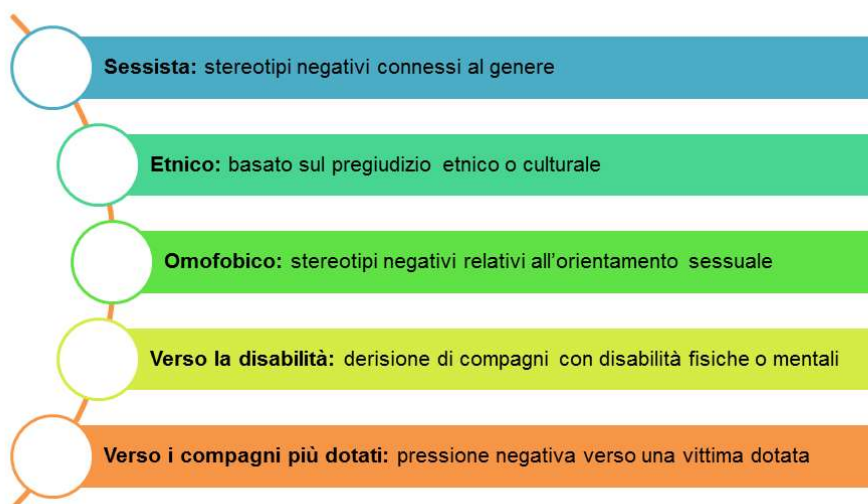 Sessista: stereotipi negativi connessi al genere
Etnico: basato sul pregiudizio etnico o culturale
Omofobico: stereotipi negativi relativi all'orientamento sessuale
Verso la disabilità: derisione di compagni con disabilità fisiche o mentali
Verso i compagni più dotati: pressione negativa verso una vittima dotata